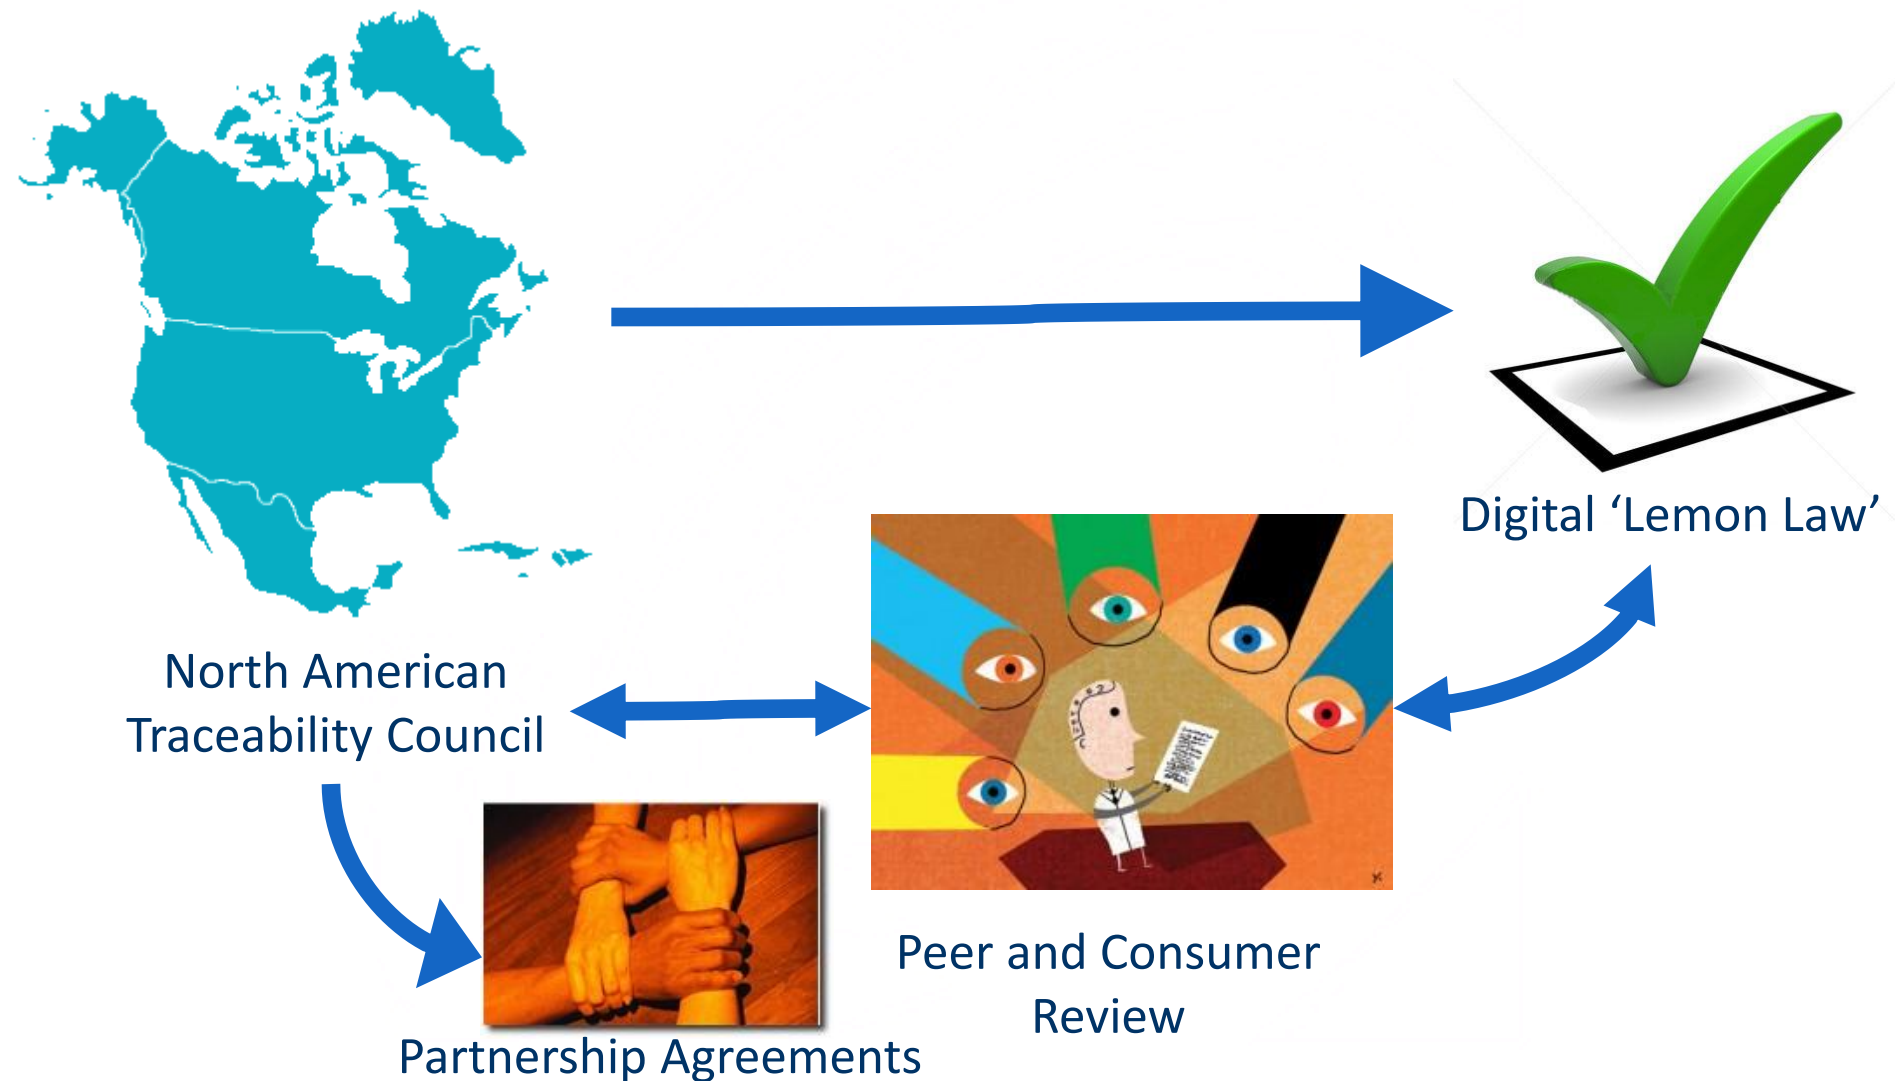 Digital ‘Lemon Law’
North American
Traceability Council
Peer and Consumer
Review
Partnership Agreements